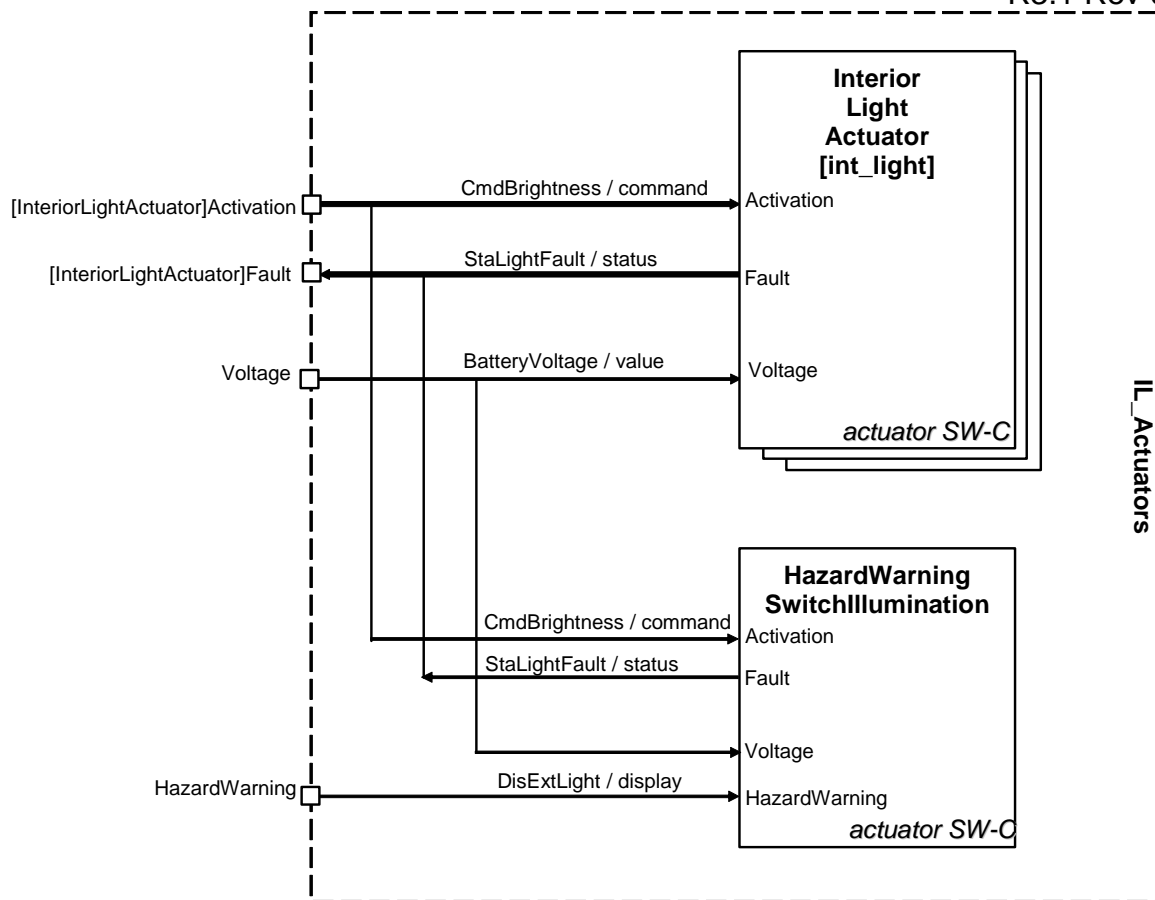 Interior
Light
Actuator
[int_light]
CmdBrightness / command
[InteriorLightActuator]Activation
Activation
StaLightFault / status
[InteriorLightActuator]Fault
Fault
BatteryVoltage / value
Voltage
Voltage
actuator SW-C
IL_Actuators
HazardWarning
SwitchIllumination
CmdBrightness / command
Activation
StaLightFault / status
Fault
Voltage
DisExtLight / display
HazardWarning
HazardWarning
actuator SW-C